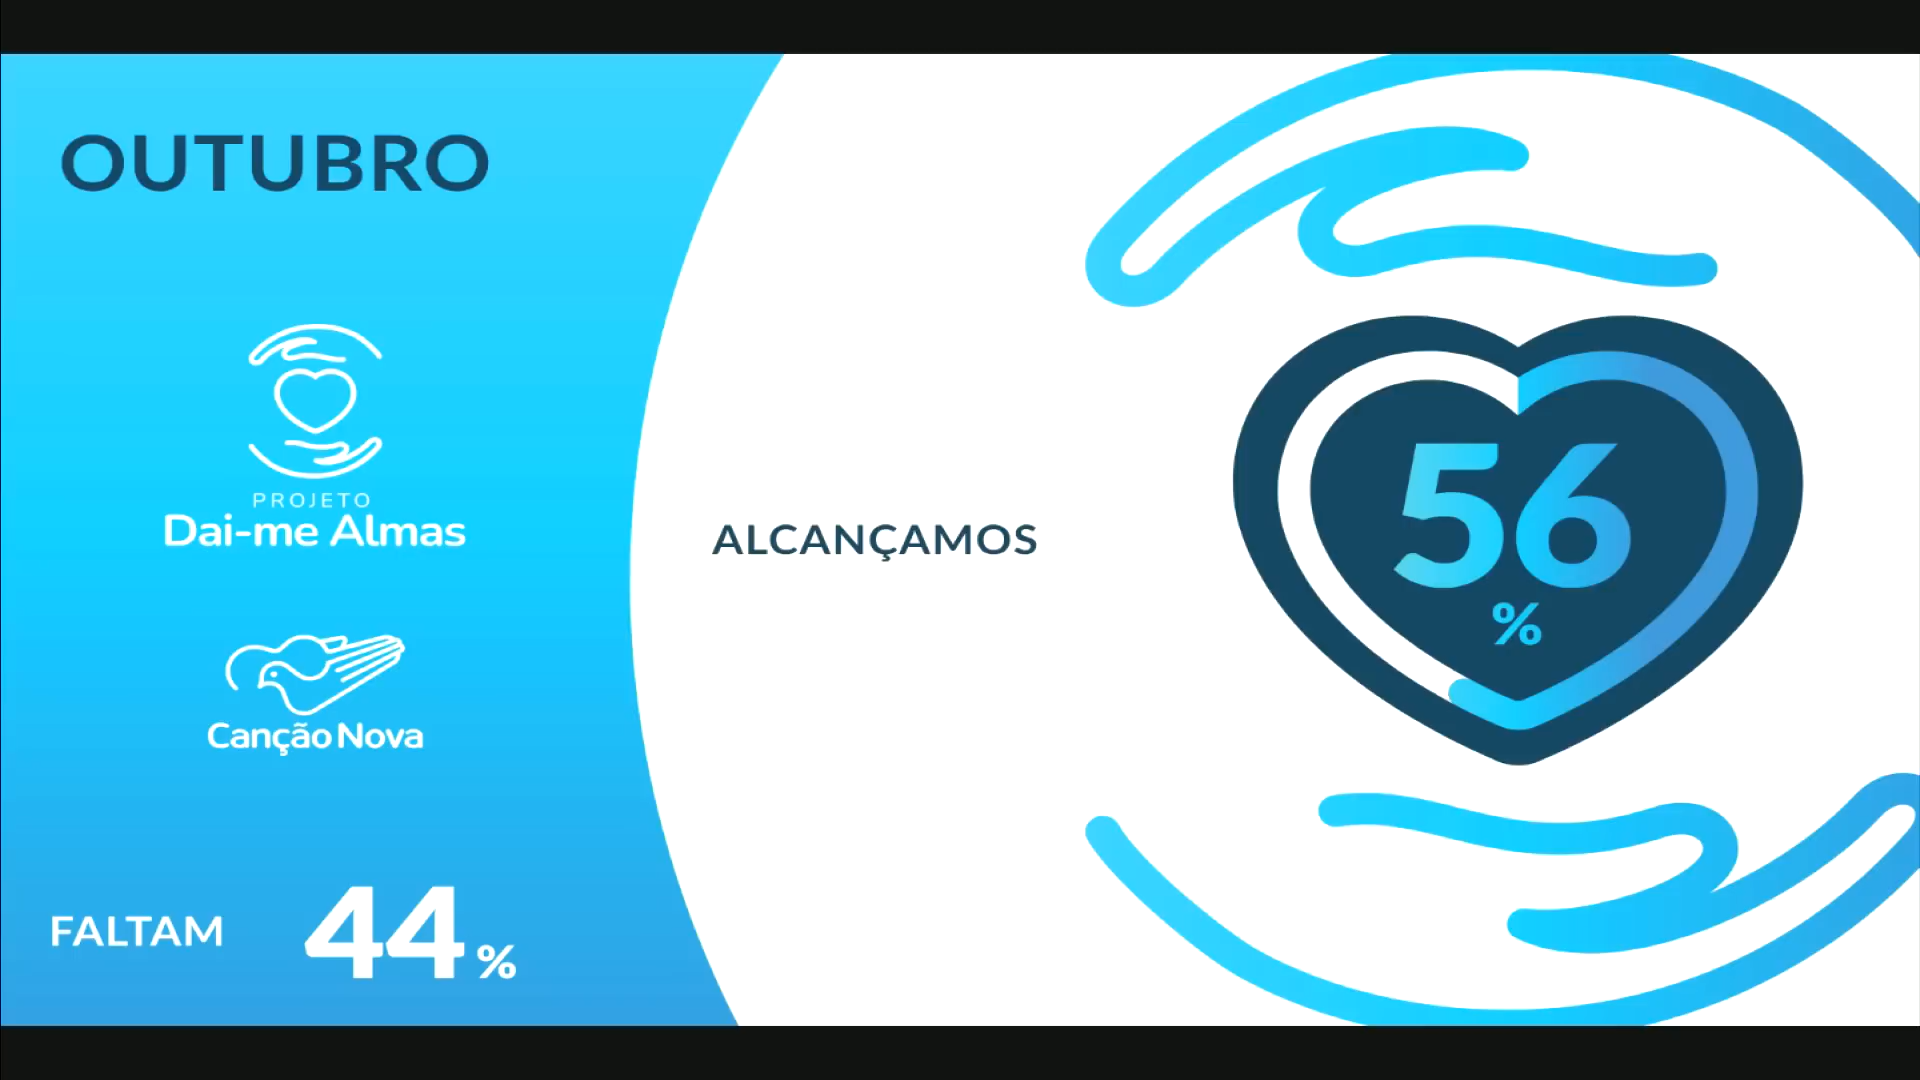 OUTUBRO
PROJETO
Dai-me Almas
Canção Nova
FALTAM 44%
ALCANÇAMOS
56
%